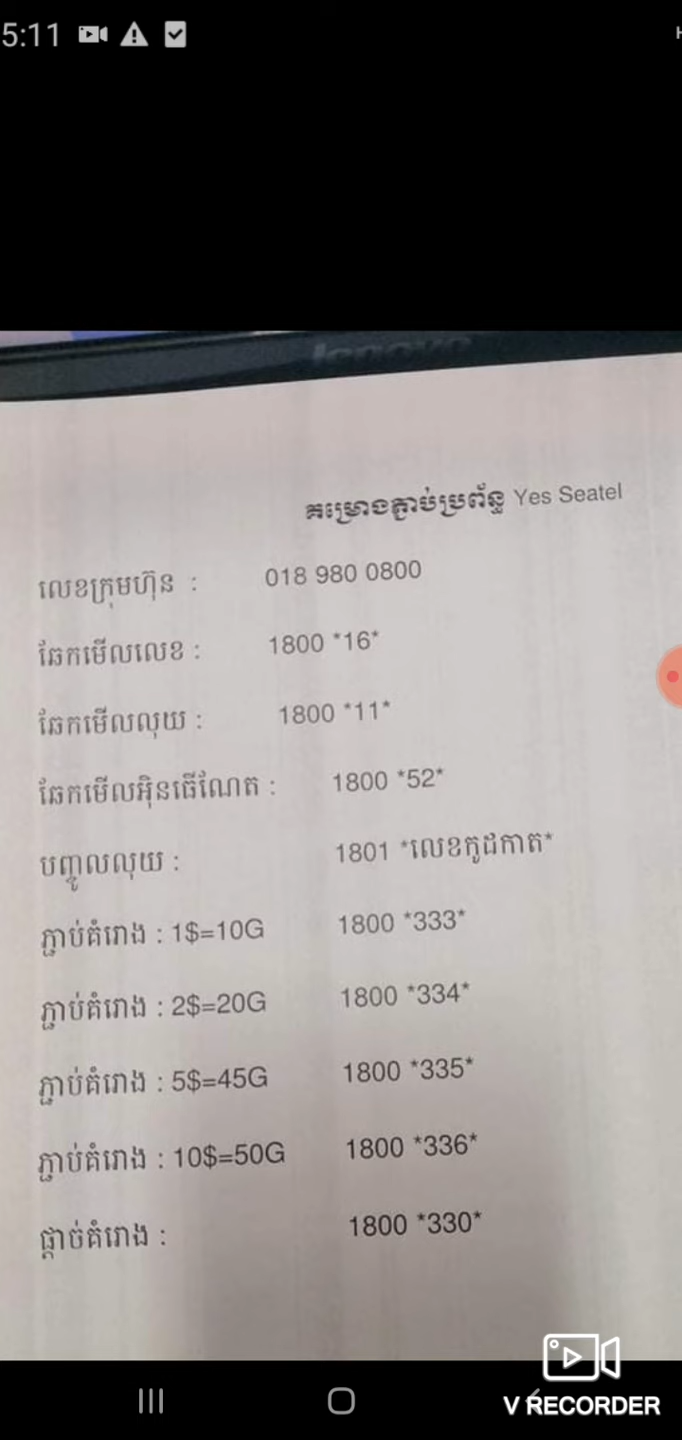 5:11
lenovo
គម្រោងភ្ជាប់ប្រព័ន្ធ Yes Seatel
លេខក្រុមហ៊ុន : 018 980 0800
ឆែកមើលលេខ : 1800 *16*
ឆែកមើលលុយ : 1800 *11*
ឆែកមើលអ៊ិនធើណែត : 1800 *52*
បញ្ចូលលុយ : 1801 *លេខកូដកាត*
ភ្ជាប់គំរោង : 1$=10G 1800 *333*
ភ្ជាប់គំរោង : 2$=20G 1800 *334*
ភ្ជាប់គំរោង : 5$=45G 1800 *335*
ភ្ជាប់គំរោង : 10$=50G 1800 *336*
ផ្តាច់គំរោង : 1800 *330*
V RECORDER